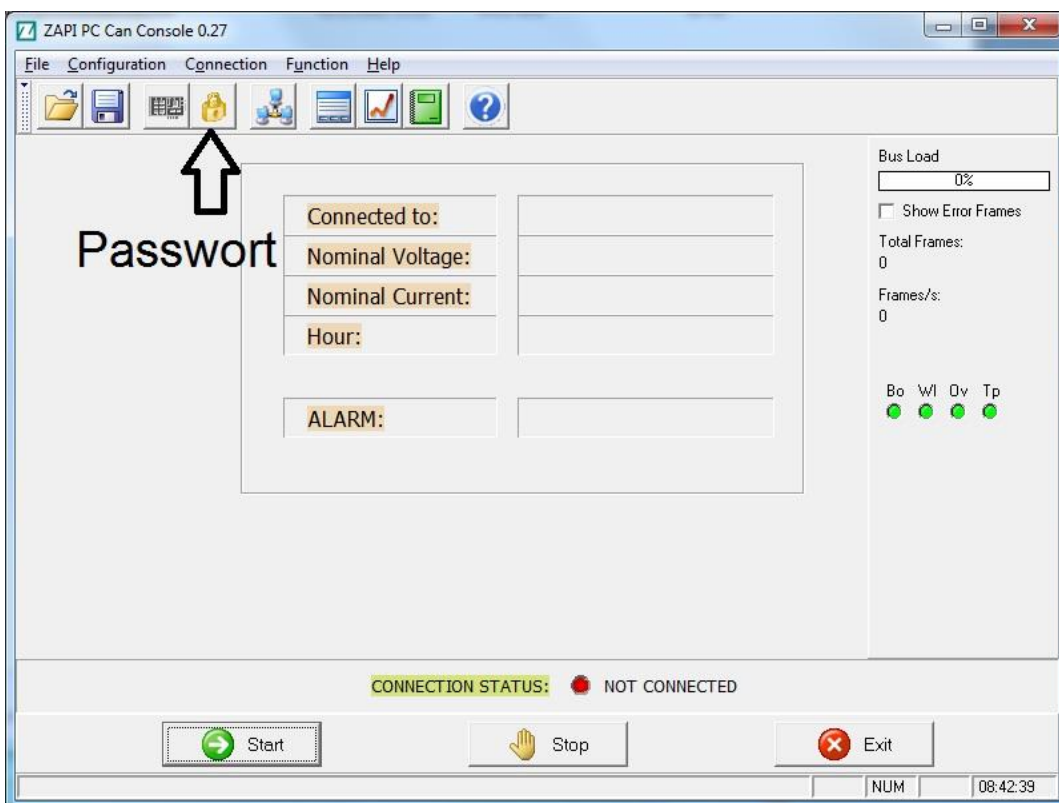 ZAPI PC Can Console 0.27
File Configuration Connection Function Help
Passwort
Connected to:
Nominal Voltage:
Nominal Current:
Hour:
ALARM:
Bus Load
0%
Show Error Frames
Total Frames:
0
Frames/s:
0
Bo Wl Ov Tp
CONNECTION STATUS: NOT CONNECTED
Start Stop Exit
NUM 08:42:39